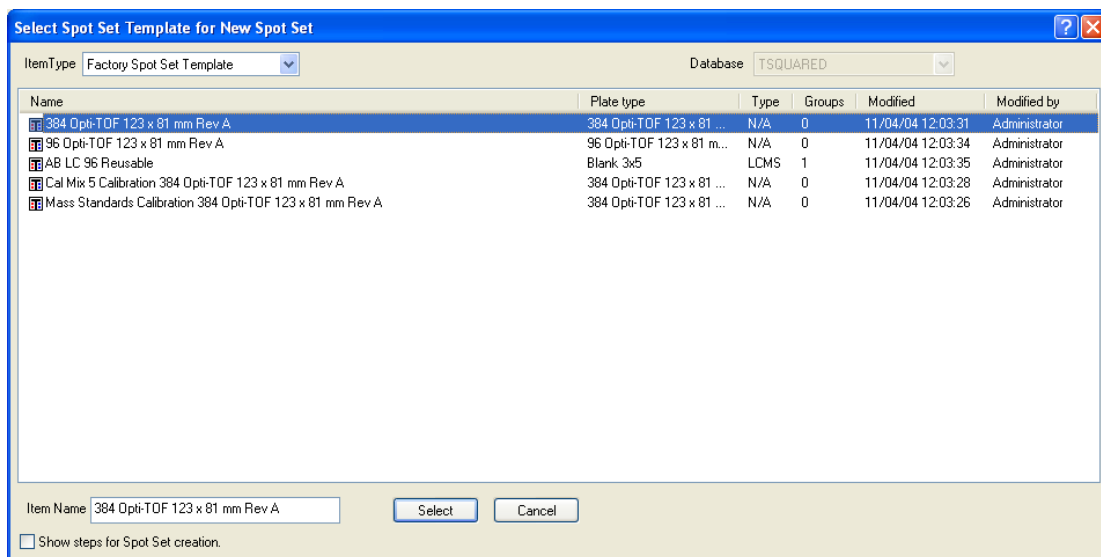 Select Spot Set Template for New Spot Set
ItemType Factory Spot Set Template Database TSQUARED
Name Plate type Type Groups Modified Modified by
384 Opti-TOF 123 x 81 mm Rev A 384 Opti-TOF 123 x 81 ... N/A 0 11/04/04 12:03:31 Administrator
96 Opti-TOF 123 x 81 mm Rev A 96 Opti-TOF 123 x 81 m... N/A 0 11/04/04 12:03:34 Administrator
AB LC 96 Reusable Blank 3x5 LCMS 1 11/04/04 12:03:35 Administrator
Cal Mix 5 Calibration 384 Opti-TOF 123 x 81 mm Rev A 384 Opti-TOF 123 x 81 ... N/A 0 11/04/04 12:03:28 Administrator
Mass Standards Calibration 384 Opti-TOF 123 x 81 mm Rev A 384 Opti-TOF 123 x 81 ... N/A 0 11/04/04 12:03:26 Administrator
Item Name 384 Opti-TOF 123 x 81 mm Rev A Select Cancel
Show steps for Spot Set creation.